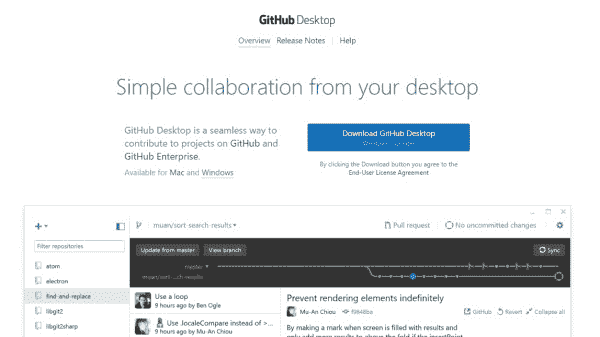 GitHub Desktop
Overview Release Notes Help
Simple collaboration from your desktop
GitHub Desktop is a seamless way to
contribute to projects on GitHub and
GitHub Enterprise.
Available for Mac and Windows
Download GitHub Desktop
By clicking the Download button you agree to the
End-User License Agreement
Filter repositories
atom
electron
find-and-replace
libgit2
libgit2sharp
muan/sort-search-results
Pull request
No uncommitted changes
Update from master
View branch
Sync
master
muan/sort-...ch results
Use a loop
9 hours ago by Ben Ogle
Use JocaleCompare instead of >...
9 hours ago by Mu-An Chiou
Prevent rendering elements indefinitely
Mu-An Chiou
GitHub
Revert
Collapse all
By making a mark when screen is filled with results and